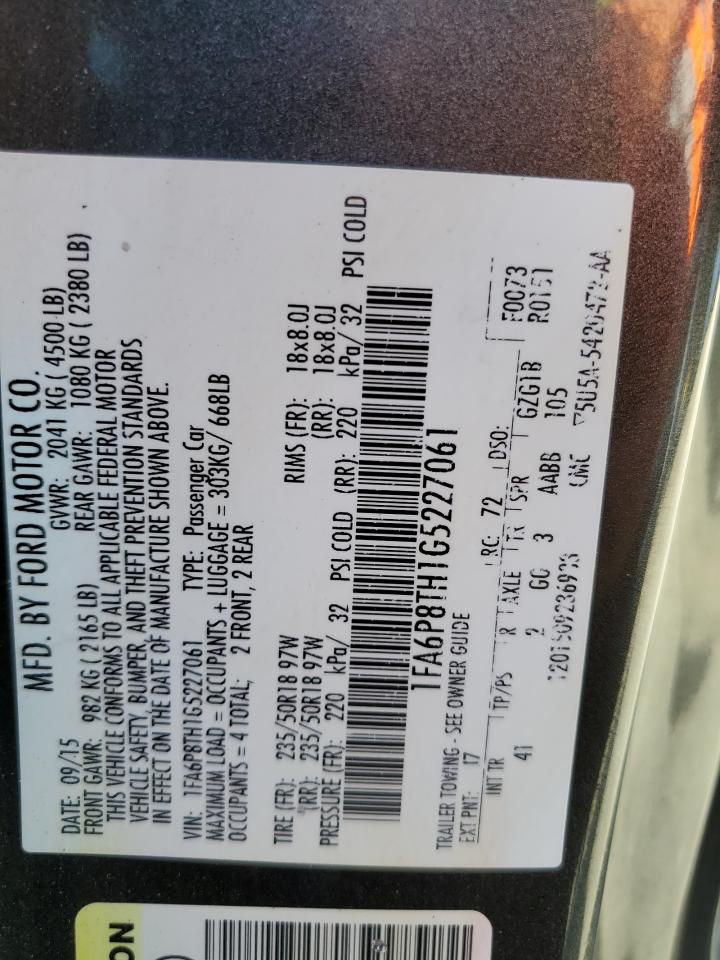 MFD. BY FORD MOTOR CO.
DATE: 09/15 GVWR: 2041 KG ( 4500 LB)
FRONT GAWR: 982 KG ( 2165 LB) REAR GAWR: 1080 KG ( 2380 LB)
THIS VEHICLE CONFORMS TO ALL APPLICABLE FEDERAL MOTOR
VEHICLE SAFETY, BUMPER, AND THEFT PREVENTION STANDARDS
IN EFFECT ON THE DATE OF MANUFACTURE SHOWN ABOVE.
VIN: 1FA6P8TH1G5227061 TYPE: Passenger Car
MAXIMUM LOAD = OCCUPANTS + LUGGAGE = 303KG/ 668LB
OCCUPANTS = 4 TOTAL; 2 FRONT, 2 REAR
TIRE (FR): 235/50R18 97W RIMS (FR): 18x8.0J
(RR): 235/50R18 97W (RR): 18x8.0J
PRESSURE (FR): 220 kPa/ 32 PSI COLD (RR): 220 kPa/ 32 PSI COLD
1FA6P8TH1G5227061
TRAILER TOWING - SEE OWNER GUIDE
EXT PNT: J7 RC: 72 DSO: F0073
R0151
INT TR TP/PS R AXLE TX SPR
41 2 GG 3 AABB GZG1B
105
CMC
ON